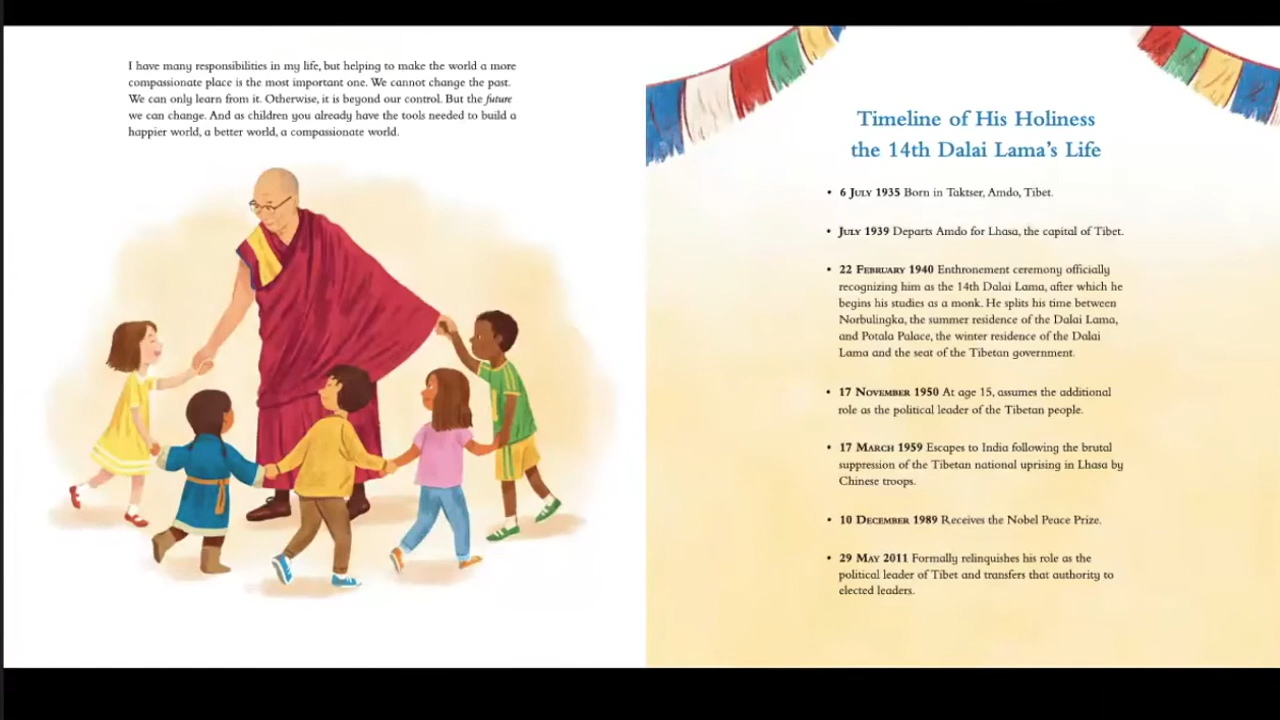 I have many responsibilities in my life, but helping to make the world a more
compassionate place is the most important one. We cannot change the past.
We can only learn from it. Otherwise, it is beyond our control. But the future
we can change. And as children you already have the tools needed to build a
happier world, a better world, a compassionate world.
Timeline of His Holiness
the 14th Dalai Lama's Life
• 6 July 1935 Born in Taktser, Amdo, Tibet.
• July 1939 Departs Amdo for Lhasa, the capital of Tibet.
• 22 February 1940 Enthronement ceremony officially
recognizing him as the 14th Dalai Lama, after which he
begins his studies as a monk. He splits his time between
Norbulingka, the summer residence of the Dalai Lama,
and Potala Palace, the winter residence of the Dalai
Lama and the seat of the Tibetan government.
• 17 November 1950 At age 15, assumes the additional
role as the political leader of the Tibetan people.
• 17 March 1959 Escapes to India following the brutal
suppression of the Tibetan national uprising in Lhasa by
Chinese troops.
• 10 December 1989 Receives the Nobel Peace Prize.
• 29 May 2011 Formally relinquishes his role as the
political leader of Tibet and transfers that authority to
elected leaders.